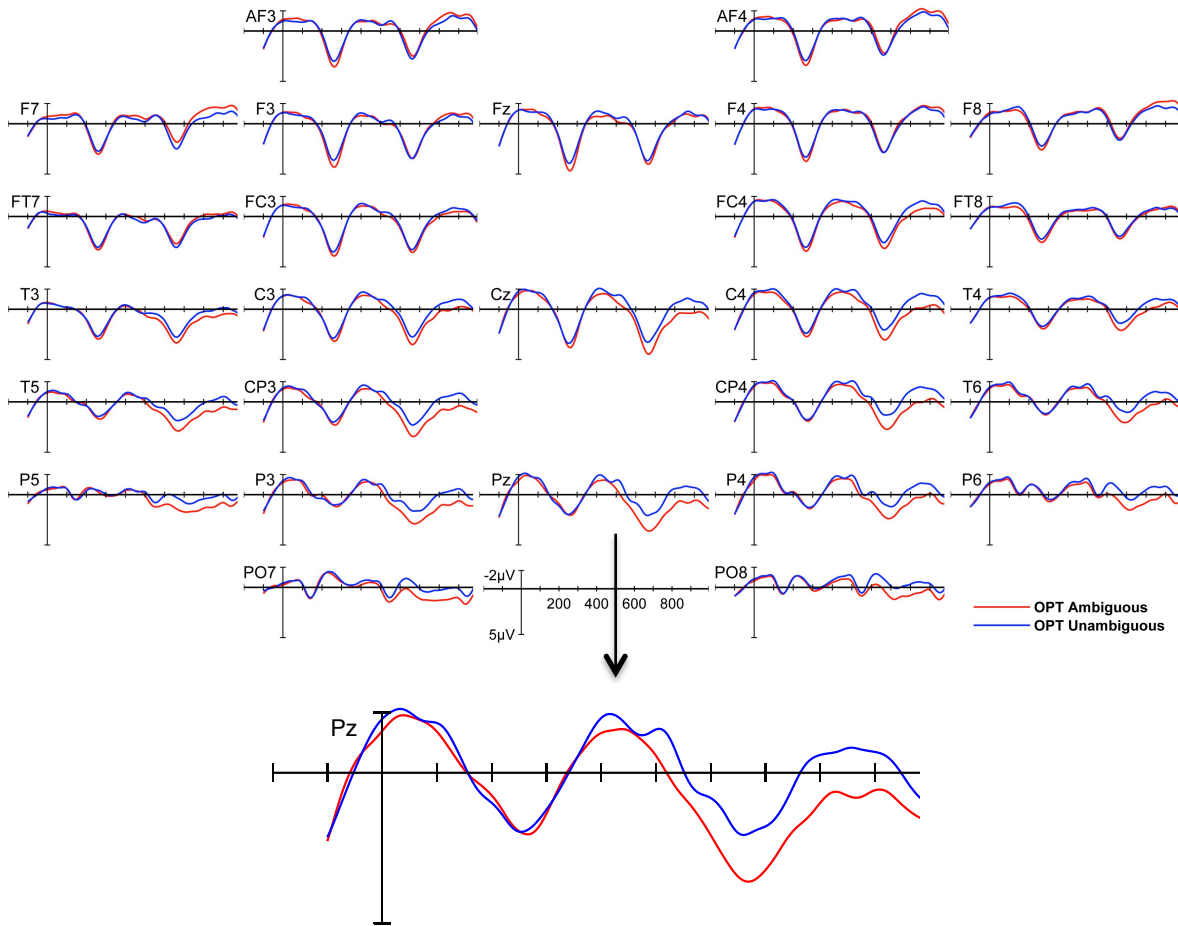 AF3 AF4
F7 F3 Fz F4 F8
FT7 FC3 FC4 FT8
T3 C3 Cz C4 T4
T5 CP3 CP4 T6
P5 P3 Pz P4 P6
PO7 -2µV PO8
200 400 600 800
5µV
OPT Ambiguous
OPT Unambiguous
Pz